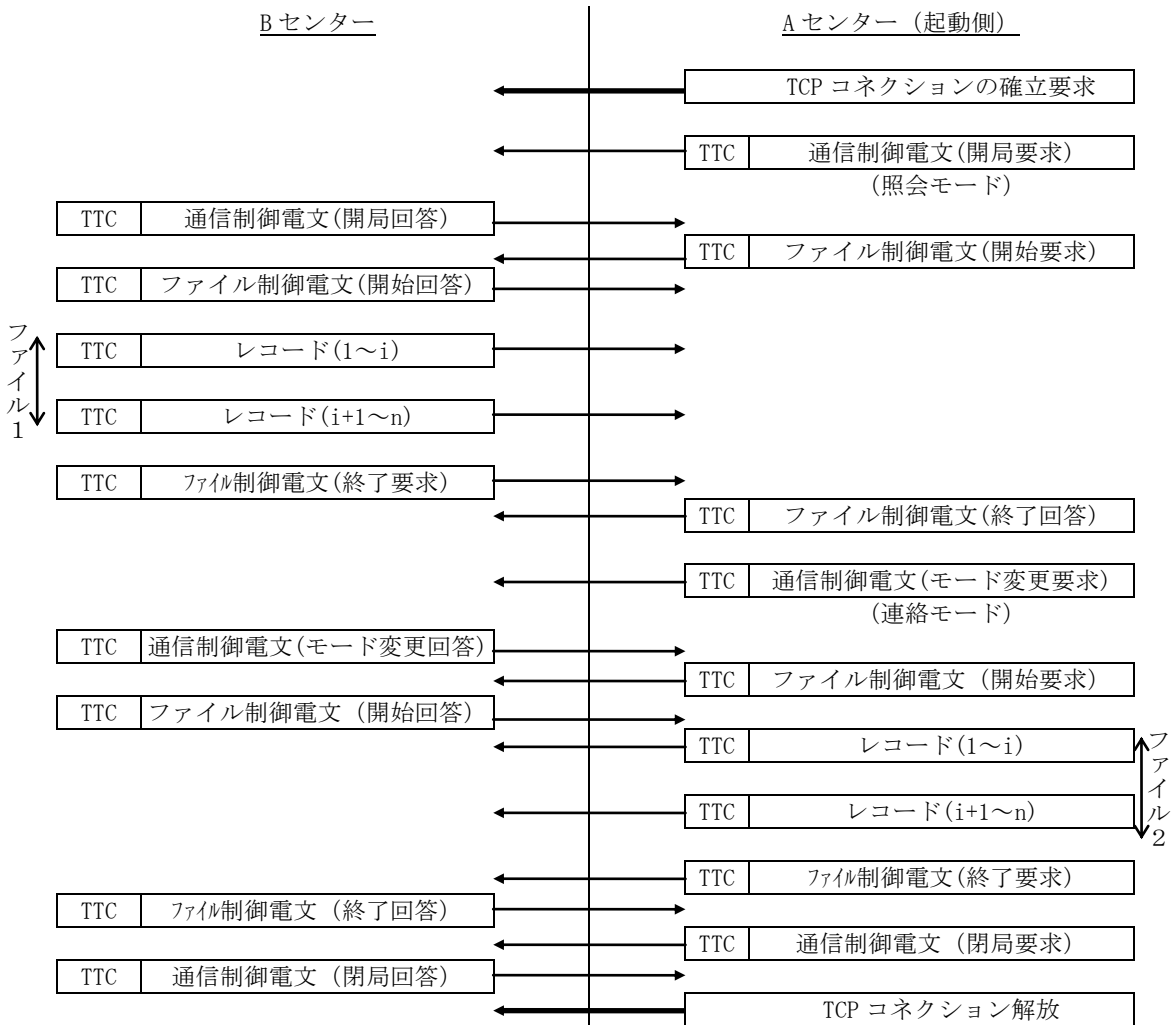 Bセンター
Aセンター（起動側）
TCPコネクションの確立要求
TTC 通信制御電文(開局要求)
(照会モード)
TTC 通信制御電文(開局回答)
TTC ファイル制御電文(開始要求)
TTC ファイル制御電文(開始回答)
ファイル1
TTC レコード(1～i)
TTC レコード(i+1～n)
TTC ﾌｧｲﾙ制御電文(終了要求)
TTC ファイル制御電文(終了回答)
TTC 通信制御電文(モード変更要求)
(連絡モード)
TTC 通信制御電文(モード変更回答)
TTC ファイル制御電文（開始要求）
TTC ファイル制御電文（開始回答）
TTC レコード(1～i)
ファイル2
TTC レコード(i+1～n)
TTC ﾌｧｲﾙ制御電文(終了要求)
TTC ﾌｧｲﾙ制御電文（終了回答）
TTC 通信制御電文（閉局要求）
TTC 通信制御電文（閉局回答）
TCPコネクション解放